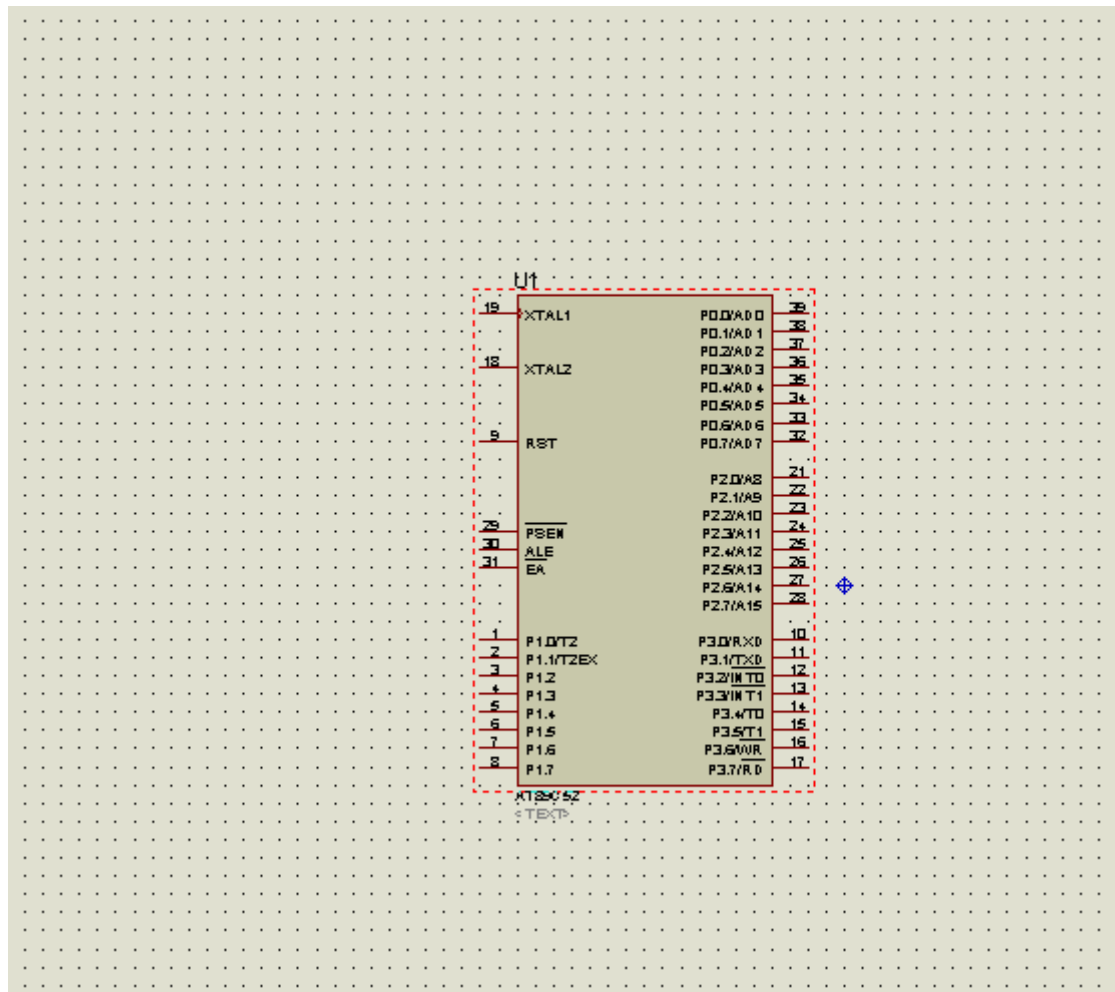 U1
19 XTAL1 P0.0/AD0 39
P0.1/AD1 38
P0.2/AD2 37
18 XTAL2 P0.3/AD3 36
P0.4/AD4 35
P0.5/AD5 34
P0.6/AD6 33
9 RST P0.7/AD7 32
P2.0/A8 21
P2.1/A9 22
P2.2/A10 23
29 PSEN P2.3/A11 24
30 ALE P2.4/A12 25
31 EA P2.5/A13 26
P2.6/A14 27
P2.7/A15 28
1 P1.0/T2 P3.0/RXD 10
2 P1.1/T2EX P3.1/TXD 11
3 P1.2 P3.2/INT0 12
4 P1.3 P3.3/INT1 13
5 P1.4 P3.4/T0 14
6 P1.5 P3.5/T1 15
7 P1.6 P3.6/WR 16
8 P1.7 P3.7/RD 17
AT89C52
<TEXT>